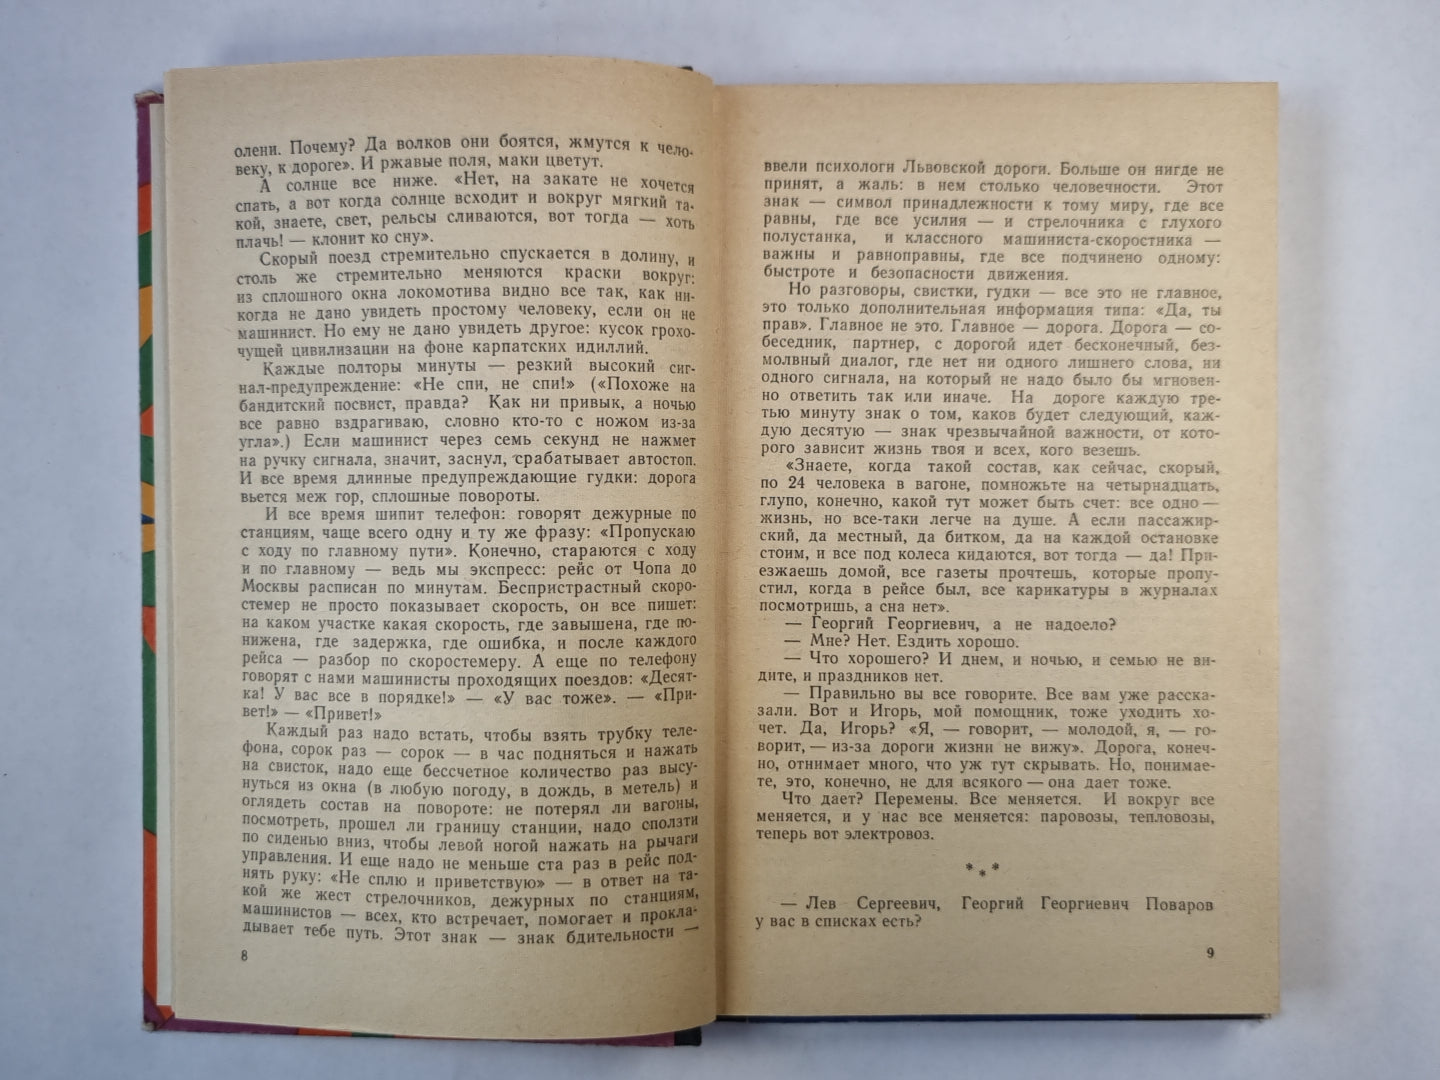 олени. Почему? Да волков они боятся, жмутся к чело-
веку, к дороге». И ржавые поля, маки цветут.
А солнце все ниже. «Нет, на закате не хочется
спать, а вот когда солнце всходит и вокруг мягкий та-
кой, знаете, свет, рельсы сливаются, вот тогда — хоть
плачь! — клонит ко сну».
Скорый поезд стремительно спускается в долину, и
столь же стремительно меняются краски вокруг:
из сплошного окна локомотива видно все так, как ни-
когда не дано увидеть простому человеку, если он не
машинист. Но ему не дано увидеть другое: кусок грохо-
чущей цивилизации на фоне карпатских идиллий.
Каждые полторы минуты — резкий высокий сиг-
нал-предупреждение: «Не спи, не спи!» («Похоже на
бандитский посвист, правда? Как ни привык, а ночью
все равно вздрагиваю, словно кто-то с ножом из-за
угла».) Если машинист через семь секунд не нажмет
на ручку сигнала, значит, заснул, срабатывает автостоп.
И все время длинные предупреждающие гудки: дорога
вьется меж гор, сплошные повороты.
И все время шипит телефон: говорят дежурные по
станциям, чаще всего одну и ту же фразу: «Пропускаю
с ходу по главному пути». Конечно, стараются с ходу
и по главному — ведь мы экспресс: рейс от Чопа до
Москвы расписан по минутам. Беспристрастный скоро-
стемер не просто показывает скорость, он все пишет:
на каком участке какая скорость, где завышена, где по-
нижена, где задержка, где ошибка, и после каждого
рейса — разбор по скоростемеру. А еще по телефону
говорят с нами машинисты проходящих поездов: «Десят-
ка! У вас все в порядке!» — «У вас тоже». — «При-
вет!» — «Привет!»
Каждый раз надо встать, чтобы взять трубку теле-
фона, сорок раз — сорок — в час подняться и нажать
на свисток, надо еще бессчетное количество раз высу-
нуться из окна (в любую погоду, в дождь, в метель) и
оглядеть состав на повороте: не потерял ли вагоны,
посмотреть, прошел ли границу станции, надо сползти
по сиденью вниз, чтобы левой ногой нажать на рычаги
управления. И еще надо не меньше ста раз в рейс под-
нять руку: «Не сплю и приветствую» — в ответ на та-
кой же жест стрелочников, дежурных по станциям,
машинистов — всех, кто встречает, помогает и прокла-
дывает тебе путь. Этот знак — знак бдительности —
8
ввели психологи Львовской дороги. Больше он нигде не
принят, а жаль: в нем столько человечности. Этот
знак — символ принадлежности к тому миру, где все
равны, где все усилия — и стрелочника с глухого
полустанка, и классного машиниста-скоростника —
важны и равноправны, где все подчинено одному:
быстроте и безопасности движения.
Но разговоры, свистки, гудки — все это не главное,
это только дополнительная информация типа: «Да, ты
прав». Главное не это. Главное — дорога. Дорога — со-
беседник, партнер, с дорогой идет бесконечный, без-
молвный диалог, где нет ни одного лишнего слова, ни
одного сигнала, на который не надо было бы мгновен-
но ответить так или иначе. На дороге каждую тре-
тью минуту знак о том, каков будет следующий, каж-
дую десятую — знак чрезвычайной важности, от кото-
рого зависит жизнь твоя и всех, кого везешь.
«Знаете, когда такой состав, как сейчас, скорый,
по 24 человека в вагоне, помножьте на четырнадцать,
глупо, конечно, какой тут может быть счет: все одно —
жизнь, но все-таки легче на душе. А если пассажир-
ский, да местный, да битком, да на каждой остановке
стоим, и все под колеса кидаются, вот тогда — да! При-
езжаешь домой, все газеты прочтешь, которые пропу-
стил, когда в рейсе был, все карикатуры в журналах
посмотришь, а сна нет».
— Георгий Георгиевич, а не надоело?
— Мне? Нет. Ездить хорошо.
— Что хорошего? И днем, и ночью, и семью не ви-
дите, и праздников нет.
— Правильно вы все говорите. Все вам уже расска-
зали. Вот и Игорь, мой помощник, тоже уходить хо-
чет. Да, Игорь? «Я, — говорит, — молодой, я, — го-
ворит, — из-за дороги жизни не вижу». Дорога, конеч-
но, отнимает много, что уж тут скрывать. Но, понимае-
те, это, конечно, не для всякого — она дает тоже.
Что дает? Перемены. Все меняется. И вокруг все
меняется, и у нас все меняется: паровозы, тепловозы,
теперь вот электровоз.
* * *
— Лев Сергеевич, Георгий Георгиевич Поваров
у вас в списках есть?
9